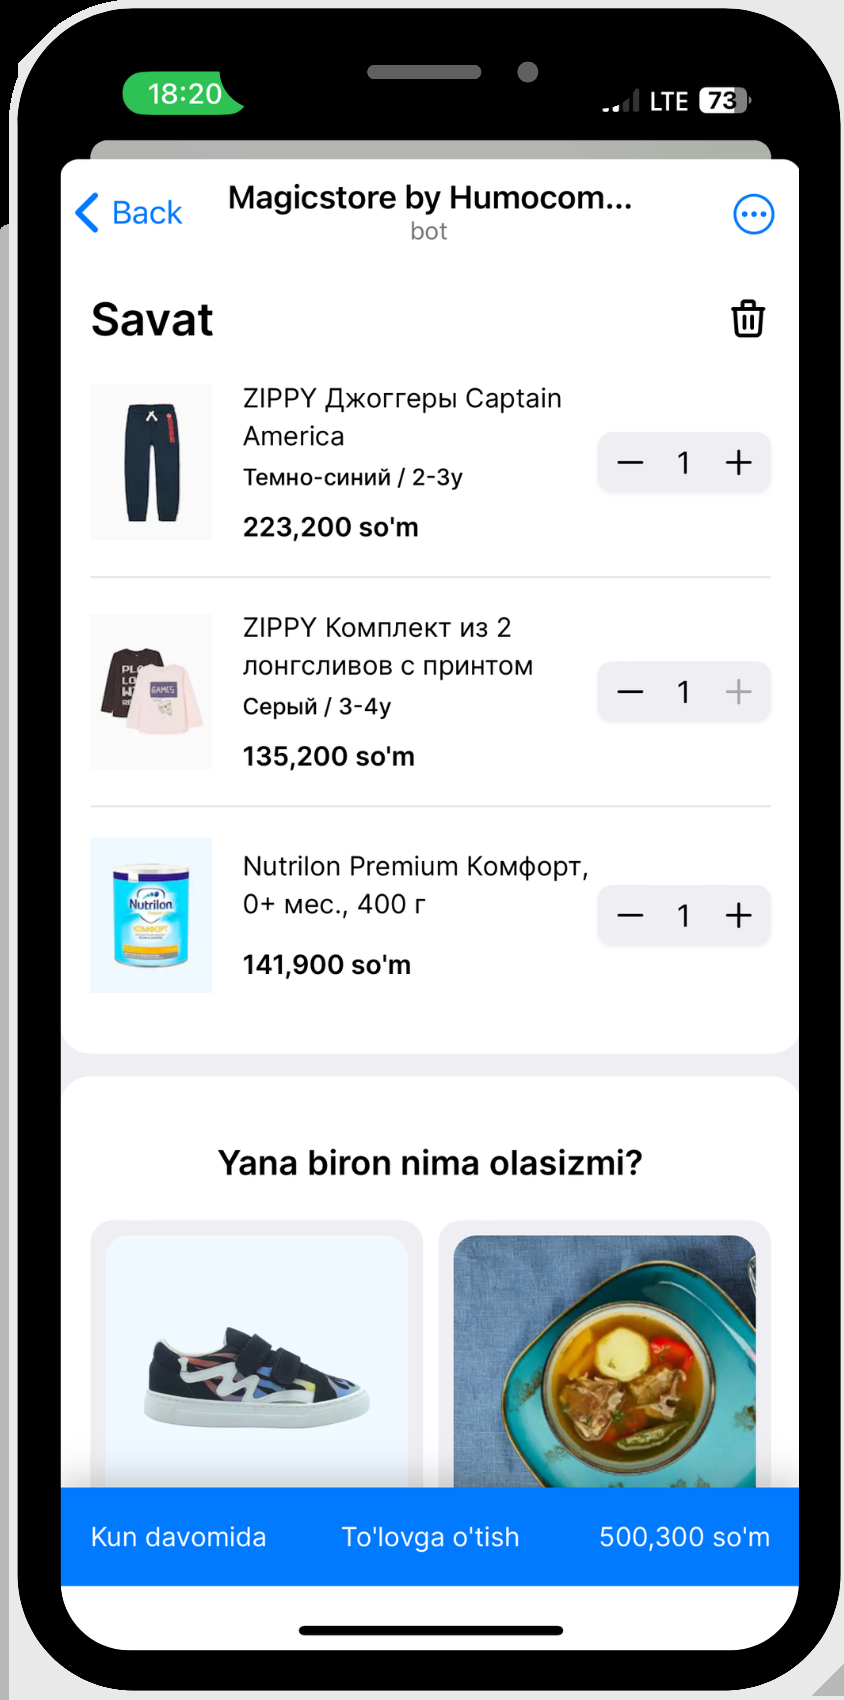 18:20
LTE 73
Back
Magicstore by Humocom...
bot
Savat
ZIPPY Джоггеры Captain
America
Темно-синий / 2-3y
1
223,200 so'm
ZIPPY Комплект из 2
лонгсливов с принтом
Серый / 3-4y
1
135,200 so'm
GAMES
Nutrilon Premium Комфорт,
0+ мес., 400 г
1
141,900 so'm
Nutrilon
КОМФОРТ
Yana biron nima olasizmi?
Kun davomida
To'lovga o'tish
500,300 so'm